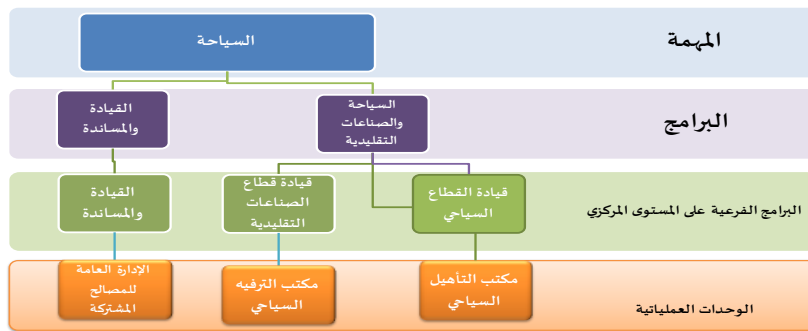 المهمة
السياحة
البرامج
السياحة
والصناعات
التقليدية
القيادة
والمساندة
البرامج الفرعية على المستوى المركزي
قيادة القطاع
السياحي
قيادة قطاع
الصناعات
التقليدية
القيادة
والمساندة
الوحدات العملياتية
مكتب التأهيل
السياحي
مكتب الترفيه
السياحي
الإدارة العامة
للمصالح
المشتركة